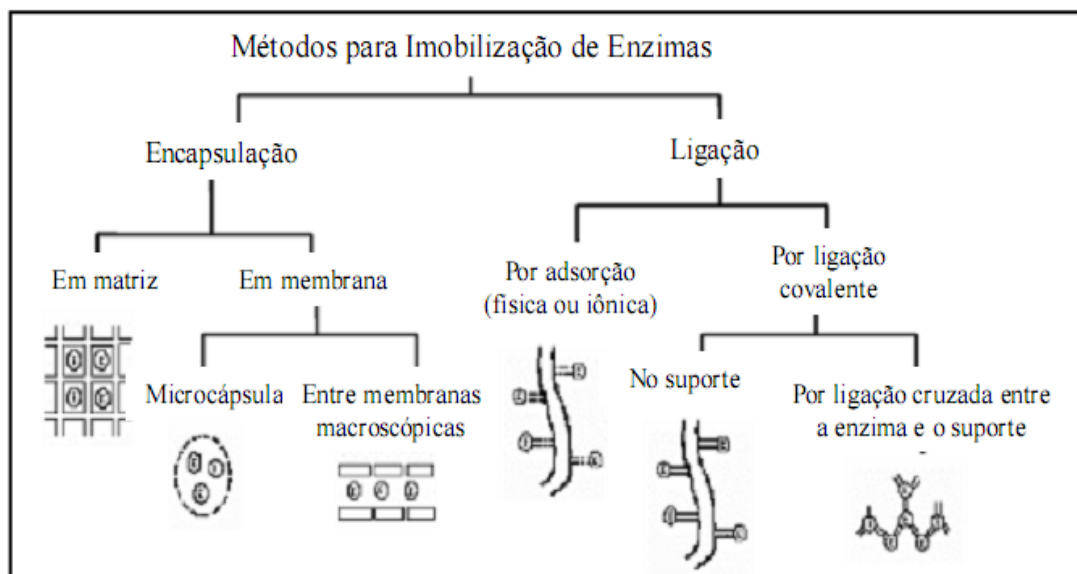 Métodos para Imobilização de Enzimas
Encapsulação
Ligação
Em matriz
Em membrana
Por adsorção
(física ou iônica)
Por ligação
covalente
Microcápsula
Entre membranas
macroscópicas
No suporte
Por ligação cruzada entre
a enzima e o suporte